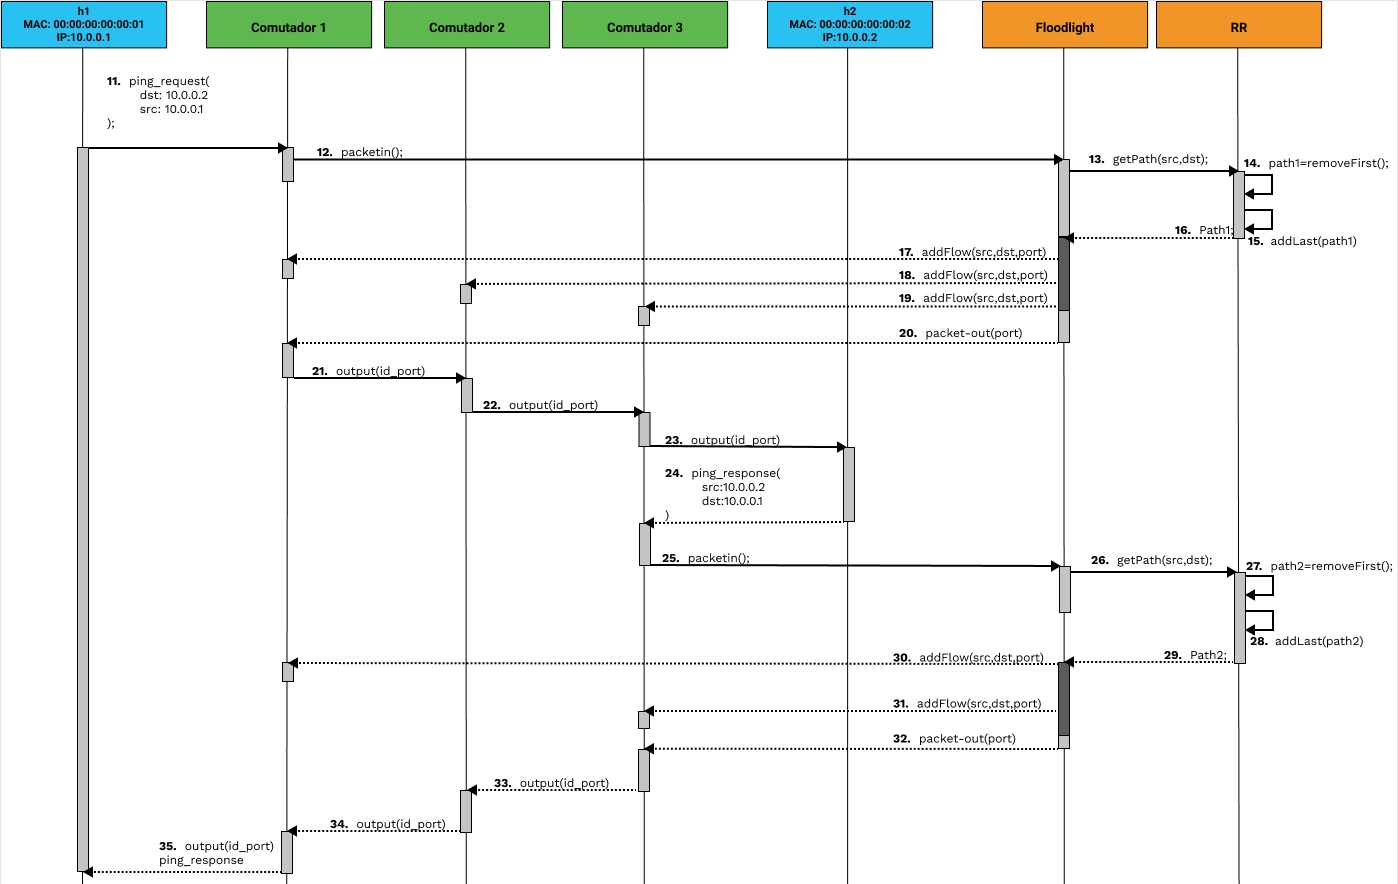 h1
MAC: 00:00:00:00:00:01
IP:10.0.0.1
Comutador 1
Comutador 2
Comutador 3
h2
MAC: 00:00:00:00:00:02
IP:10.0.0.2
Floodlight
RR
11. ping_request(
dst: 10.0.0.2
src: 10.0.0.1
);
12. packetin();
13. getPath(src,dst);
14. path1=removeFirst();
15. addLast(path1)
16. Path1;
17. addFlow(src,dst,port)
18. addFlow(src,dst,port)
19. addFlow(src,dst,port)
20. packet-out(port)
21. output(id_port)
22. output(id_port)
23. output(id_port)
24. ping_response(
src:10.0.0.2
dst:10.0.0.1
)
25. packetin();
26. getPath(src,dst);
27. path2=removeFirst();
28. addLast(path2)
29. Path2;
30. addFlow(src,dst,port)
31. addFlow(src,dst,port)
32. packet-out(port)
33. output(id_port)
34. output(id_port)
35. output(id_port)
ping_response